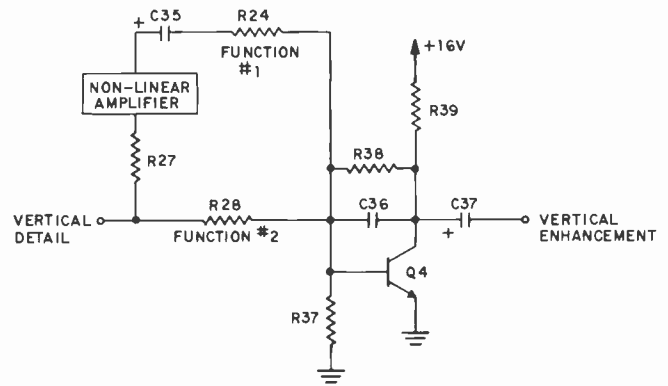 + C35
R24
FUNCTION
#1
+16V
NON-LINEAR
AMPLIFIER
R39
R27
R38
R28
C36
C37
VERTICAL
DETAIL
FUNCTION #2
+
VERTICAL
ENHANCEMENT
Q4
R37